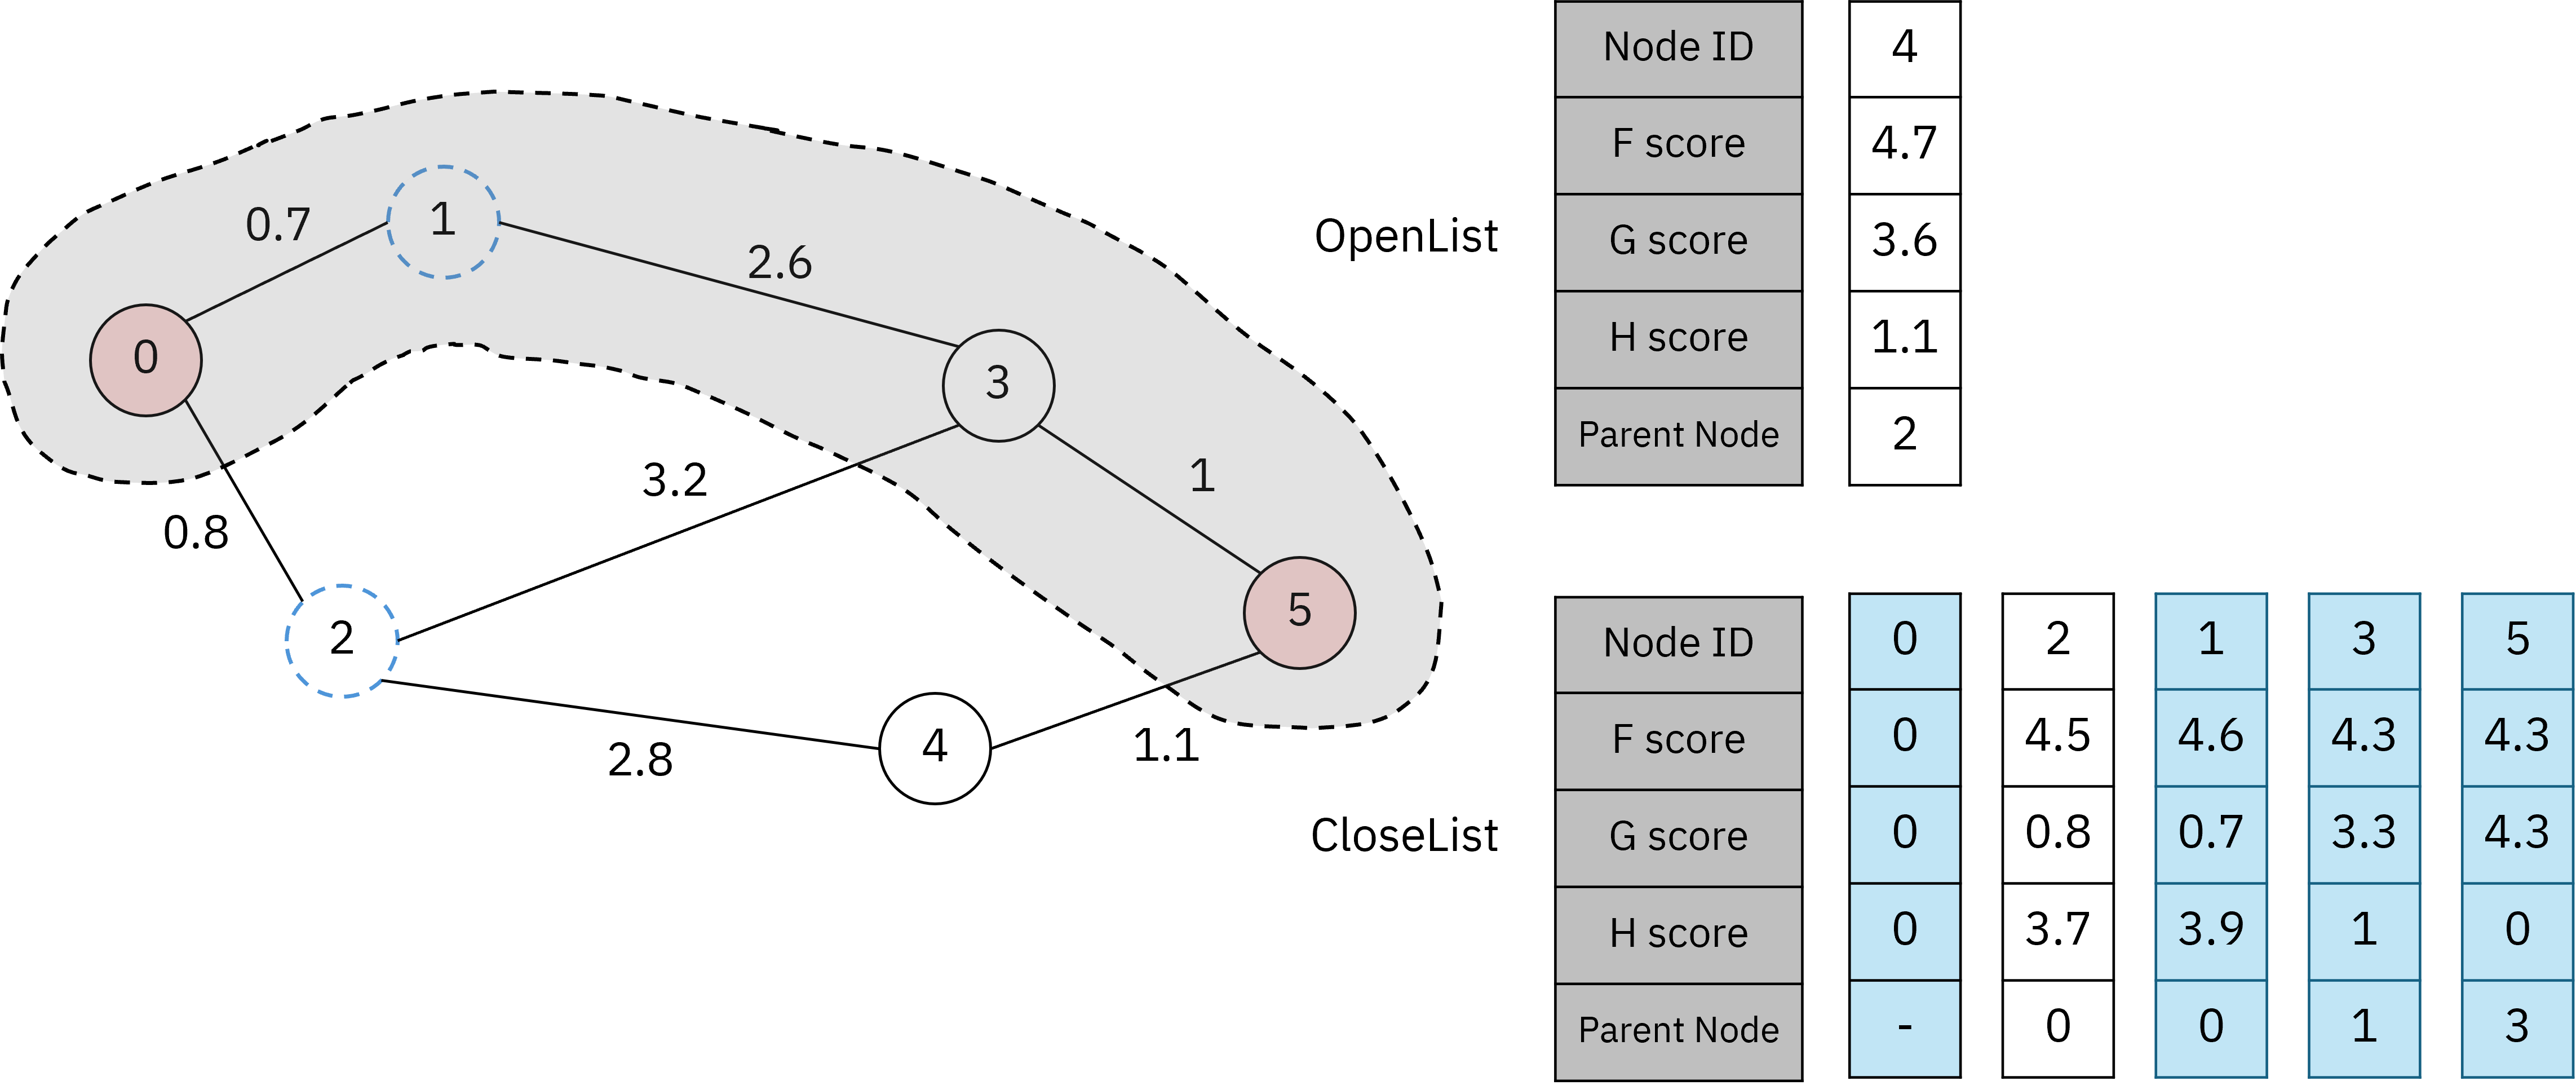 0.7
1
2.6
0
3
3.2
1
0.8
5
2
2.8
4
1.1
OpenList
Node ID 4
F score 4.7
G score 3.6
H score 1.1
Parent Node 2
CloseList
Node ID 0 2 1 3 5
F score 0 4.5 4.6 4.3 4.3
G score 0 0.8 0.7 3.3 4.3
H score 0 3.7 3.9 1 0
Parent Node - 0 0 1 3